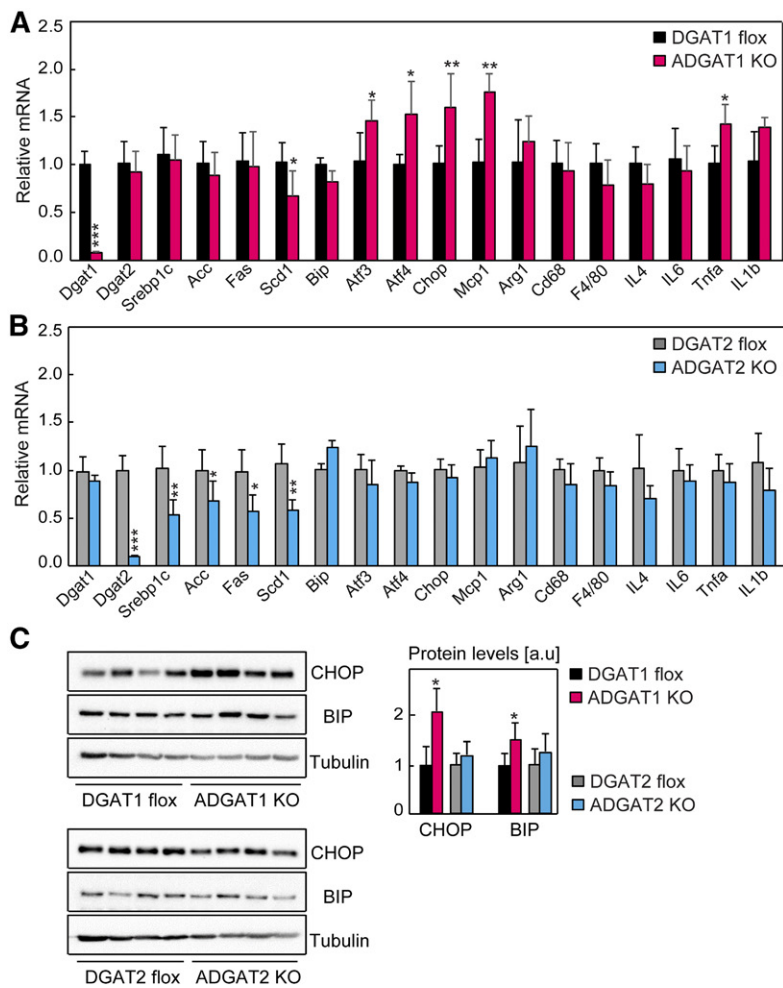 A
2.5
2.0
1.5
1.0
0.5
0.0
Relative mRNA
DGAT1 flox
ADGAT1 KO
***
*
*
*
**
**
*
Dgat1
Dgat2
Srebp1c
Acc
Fas
Scd1
Bip
Atf3
Atf4
Chop
Mcp1
Arg1
Cd68
F4/80
IL4
IL6
Tnfa
IL1b
B
2.5
2.0
1.5
1.0
0.5
0.0
Relative mRNA
DGAT2 flox
ADGAT2 KO
***
**
*
*
**
Dgat1
Dgat2
Srebp1c
Acc
Fas
Scd1
Bip
Atf3
Atf4
Chop
Mcp1
Arg1
Cd68
F4/80
IL4
IL6
Tnfa
IL1b
C
CHOP
BIP
Tubulin
DGAT1 flox ADGAT1 KO
CHOP
BIP
Tubulin
DGAT2 flox ADGAT2 KO
Protein levels [a.u]
2
1
0
*
*
CHOP BIP
DGAT1 flox
ADGAT1 KO
DGAT2 flox
ADGAT2 KO